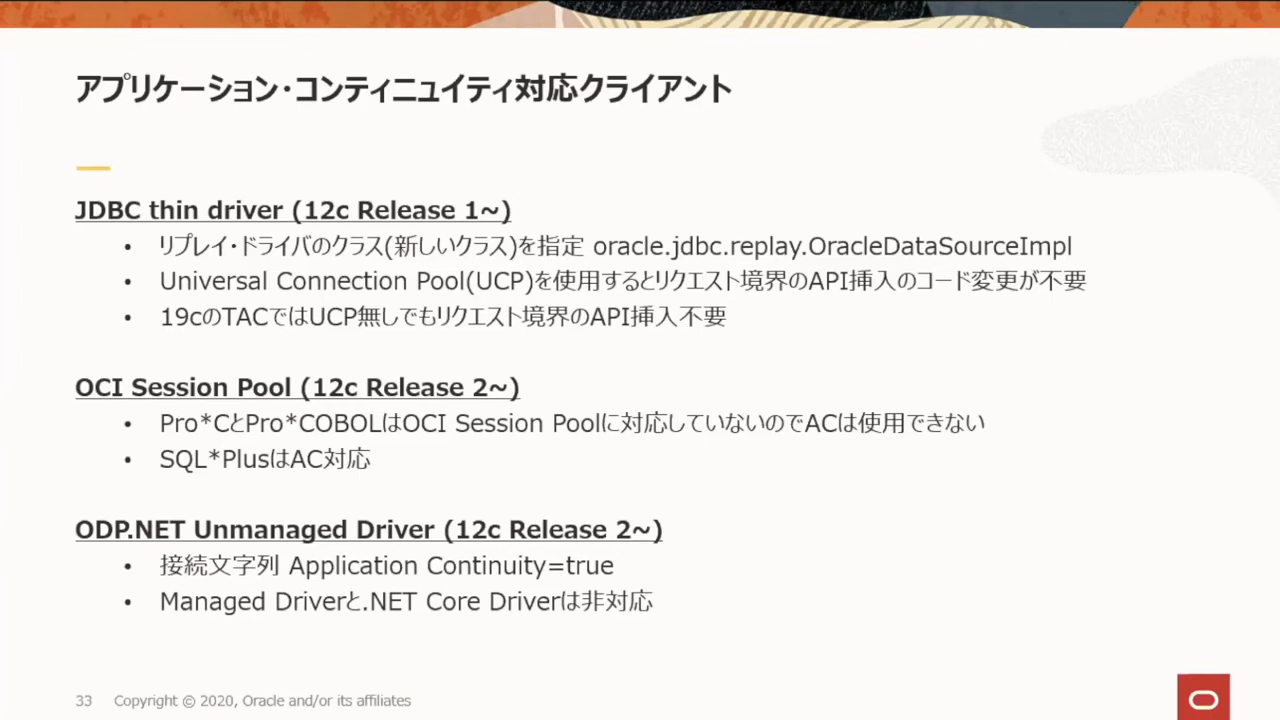 アプリケーション・コンティニュイティ対応クライアント
JDBC thin driver (12c Release 1~)
• リプレイ・ドライバのクラス(新しいクラス)を指定 oracle.jdbc.replay.OracleDataSourceImpl
• Universal Connection Pool(UCP)を使用するとリクエスト境界のAPI挿入のコード変更が不要
• 19cのTACではUCP無しでもリクエスト境界のAPI挿入不要
OCI Session Pool (12c Release 2~)
• Pro*CとPro*COBOLはOCI Session Poolに対応していないのでACは使用できない
• SQL*PlusはAC対応
ODP.NET Unmanaged Driver (12c Release 2~)
• 接続文字列 Application Continuity=true
• Managed Driverと.NET Core Driverは非対応
33 Copyright © 2020, Oracle and/or its affiliates